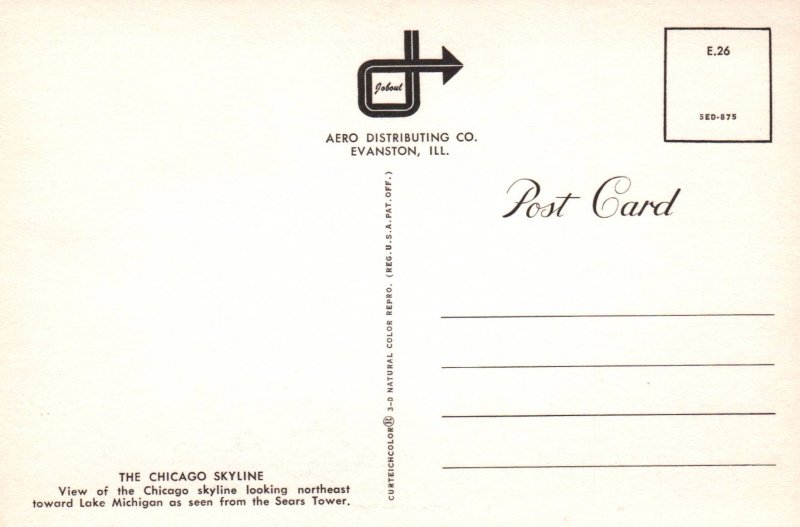 Joboul
AERO DISTRIBUTING CO.
EVANSTON, ILL.
E.26
SED-875
Post Card
CURTEICHCOLOR® 3-D NATURAL COLOR REPRO. (REG. U.S.A. PAT. OFF.)
THE CHICAGO SKYLINE
View of the Chicago skyline looking northeast
toward Lake Michigan as seen from the Sears Tower.